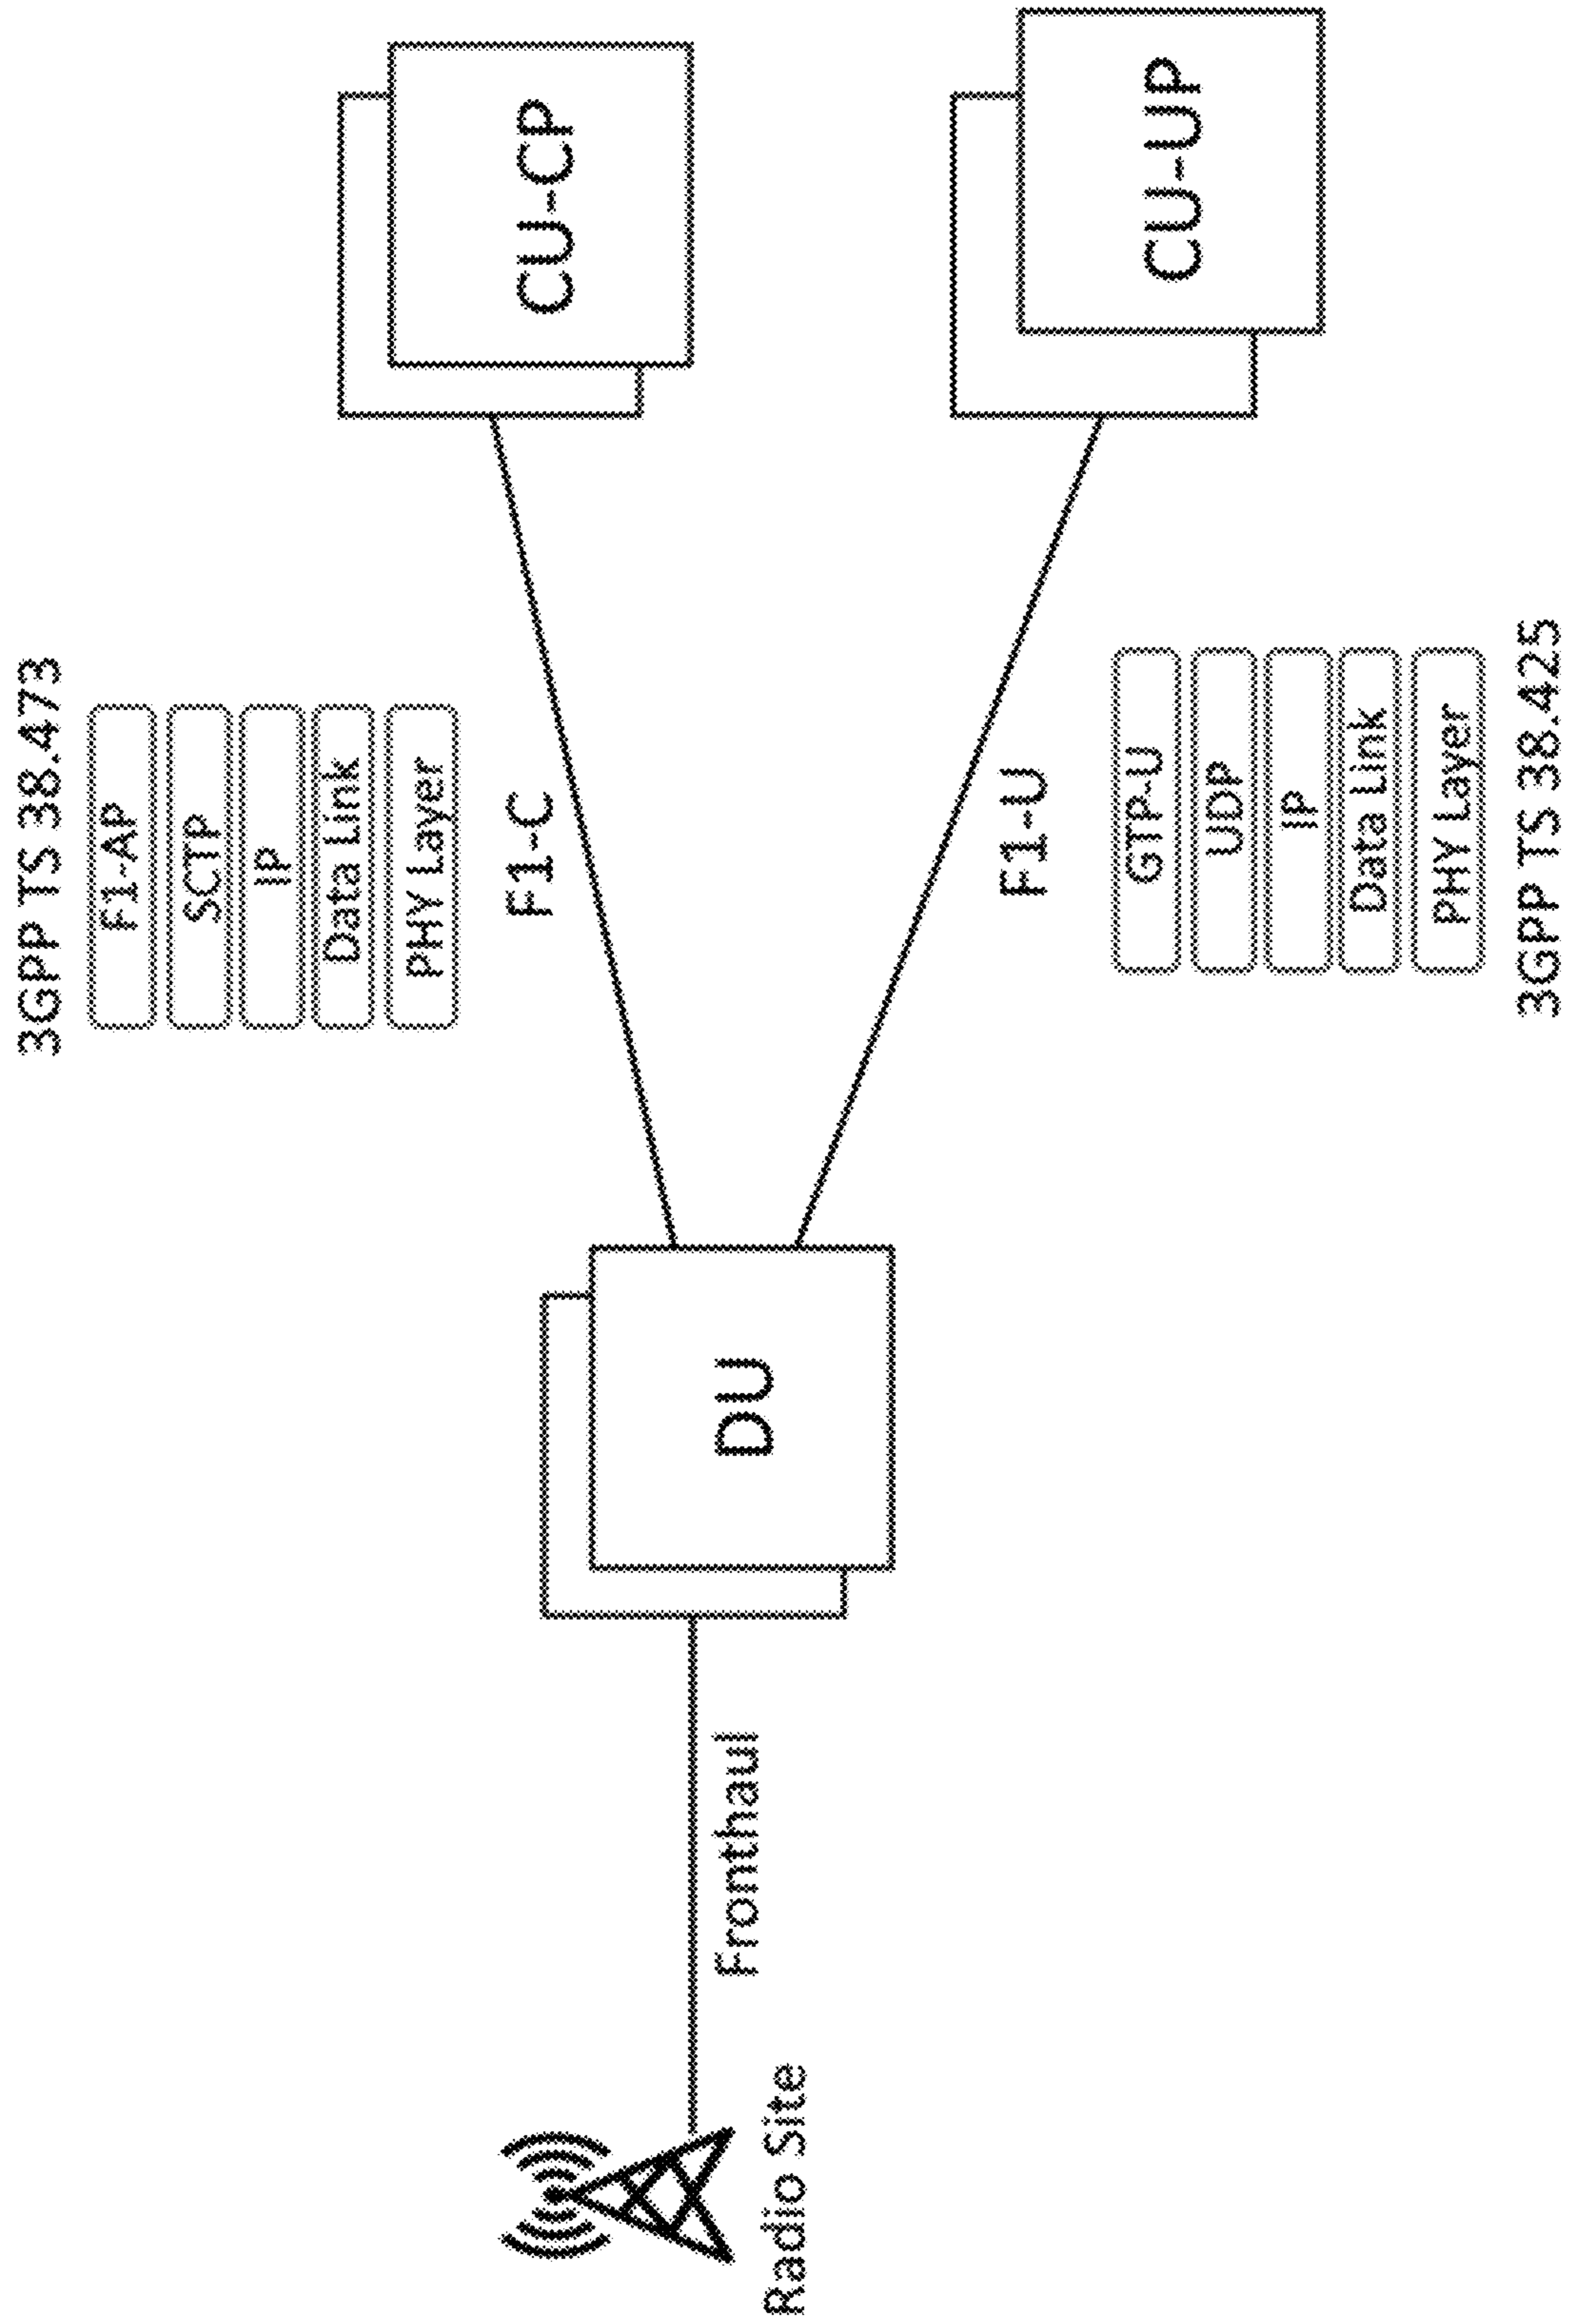 3GPP TS 38.473
F1-AP
SCTP
IP
Data Link
PHY Layer
F1-C
CU-CP
Radio Site
Fronthaul
DU
F1-U
CU-UP
GTP-U
UDP
IP
Data Link
PHY Layer
3GPP TS 38.425